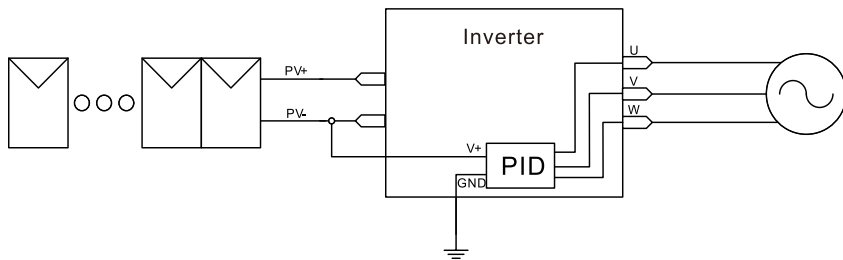 Inverter
U
PV+
V
PV-
W
V+
PID
GND